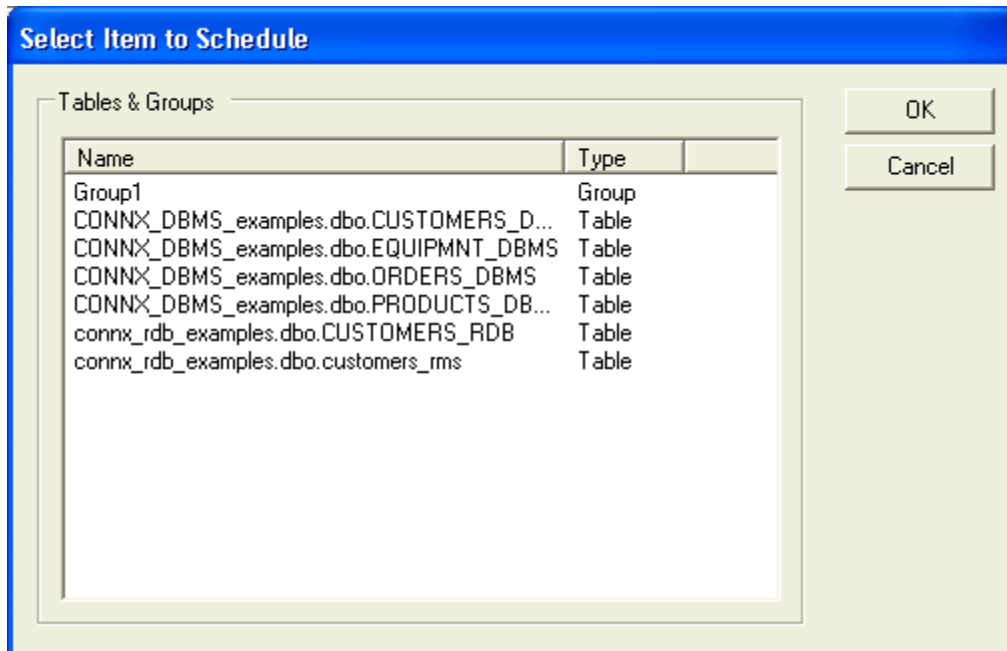 Select Item to Schedule
Tables & Groups
OK
Cancel
Name Type
Group1 Group
CONNX_DBMS_examples.dbo.CUSTOMERS_D... Table
CONNX_DBMS_examples.dbo.EQUIPMNT_DBMS Table
CONNX_DBMS_examples.dbo.ORDERS_DBMS Table
CONNX_DBMS_examples.dbo.PRODUCTS_DB... Table
connx_rdb_examples.dbo.CUSTOMERS_RDB Table
connx_rdb_examples.dbo.customers_rms Table